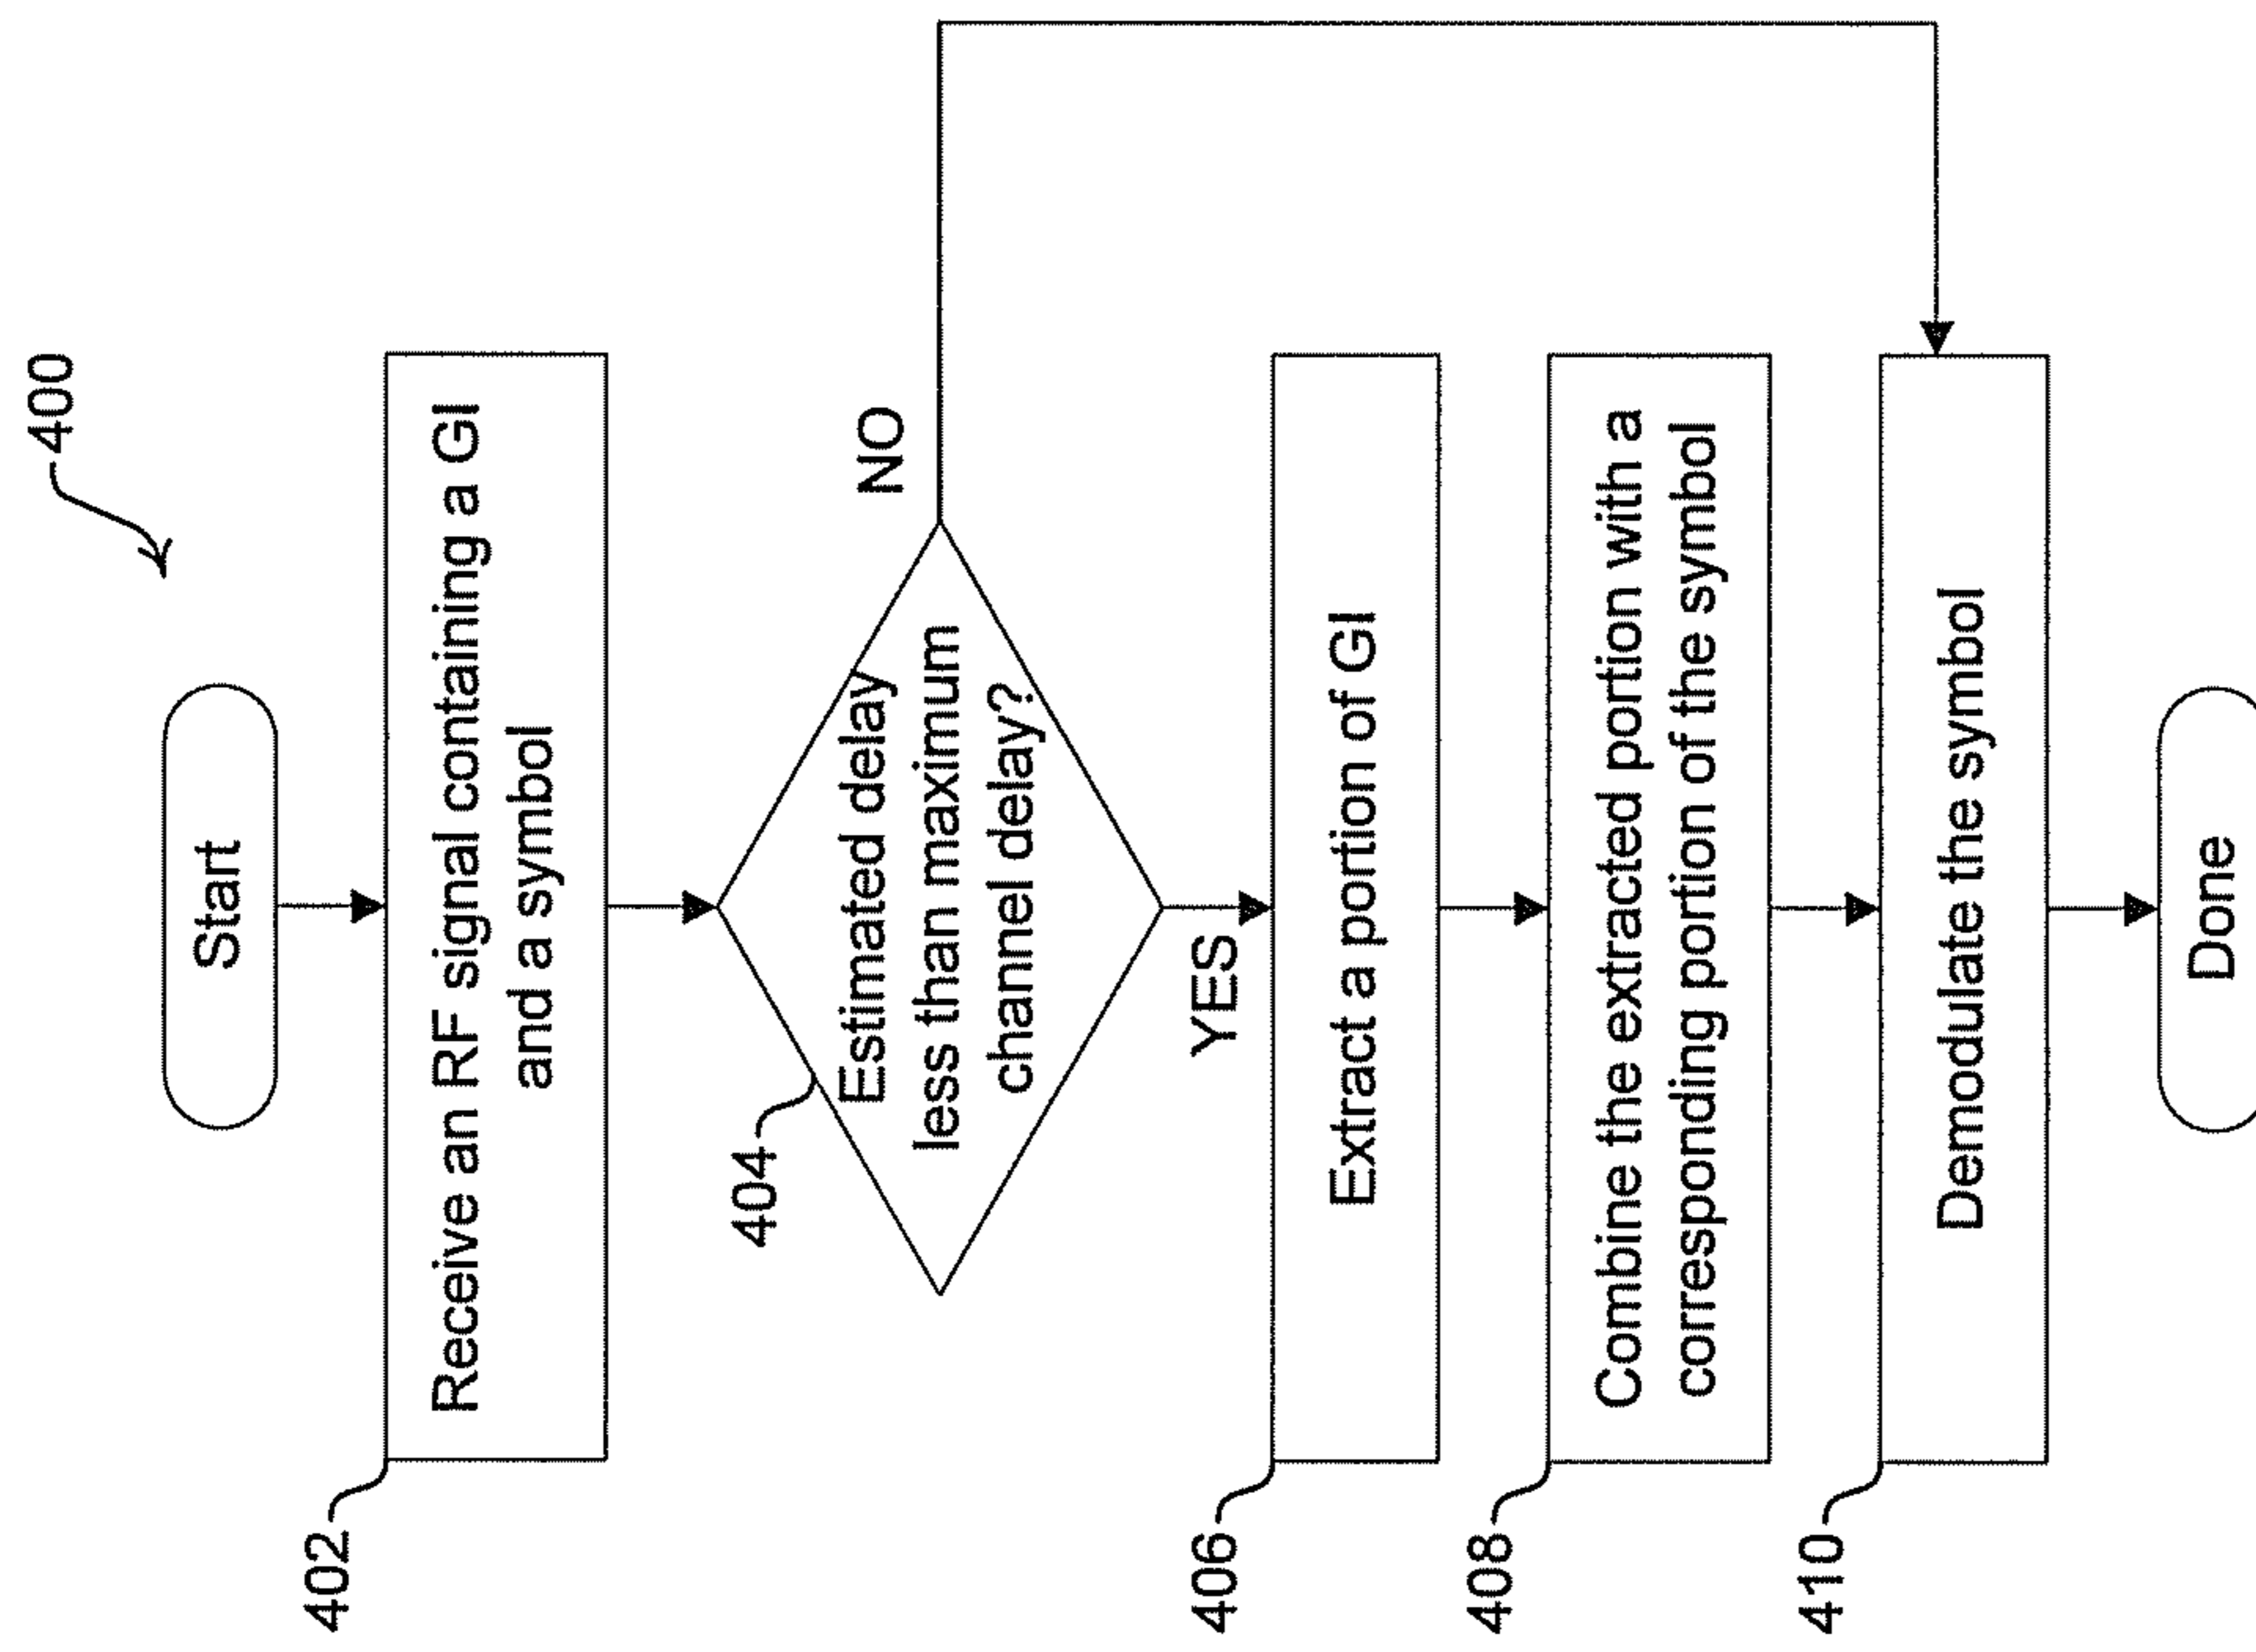 400
Start
402
Receive an RF signal containing a GI
and a symbol
404
Estimated delay
less than maximum
channel delay?
NO
YES
406
Extract a portion of GI
408
Combine the extracted portion with a
corresponding portion of the symbol
410
Demodulate the symbol
Done